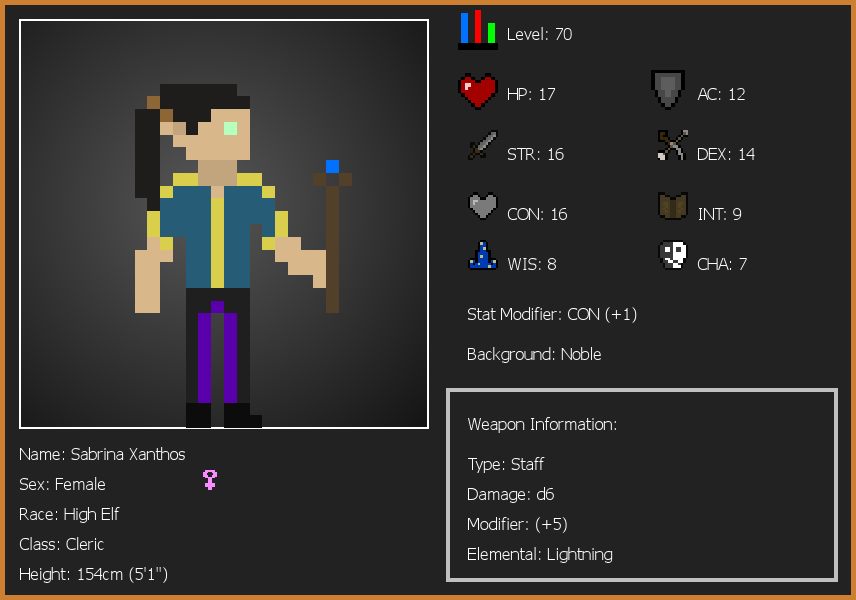 Level: 70
HP: 17
AC: 12
STR: 16
DEX: 14
CON: 16
INT: 9
WIS: 8
CHA: 7
Stat Modifier: CON (+1)
Background: Noble
Weapon Information:
Type: Staff
Damage: d6
Modifier: (+5)
Elemental: Lightning
Name: Sabrina Xanthos
Sex: Female
Race: High Elf
Class: Cleric
Height: 154cm (5'1")